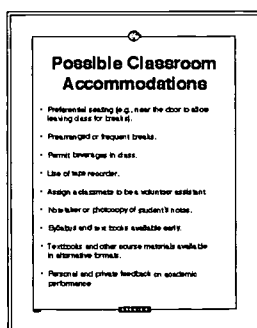 Possible Classroom
Accommodations
• Preferential seating (e.g., near the door to allow
leaving class for breaks).
• Prearranged or frequent breaks.
• Permit beverages in class.
• Use of tape recorder.
• Assign a classmate to be a volunteer assistant
• Note taker or photocopy of student's notes.
• Syllabus and text books available early.
• Textbooks and other course materials available
in alternative formats.
• Personal and private feedback on academic
performance